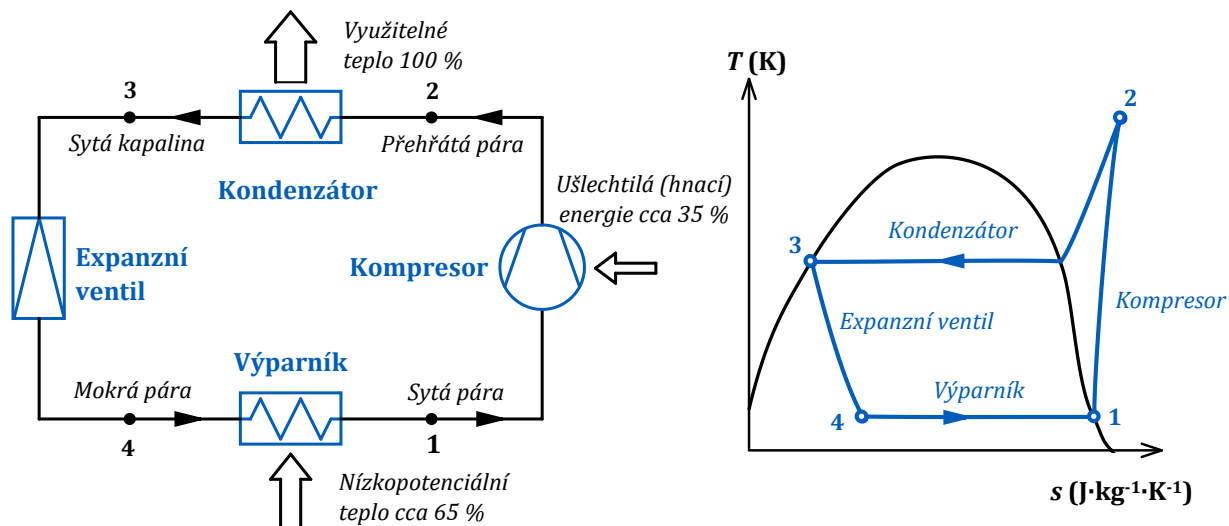 Využitelné
teplo 100 %
3
2
Sytá kapalina
Přehřátá pára
Kondenzátor
Ušlechtilá (hnací)
energie cca 35 %
Expanzní
ventil
Kompresor
Výparník
Mokrá pára
Sytá pára
4
1
Nízkopotenciální
teplo cca 65 %
T (K)
2
3
Kondenzátor
Kompresor
Expanzní ventil
Výparník
4
1
s (J·kg⁻¹·K⁻¹)